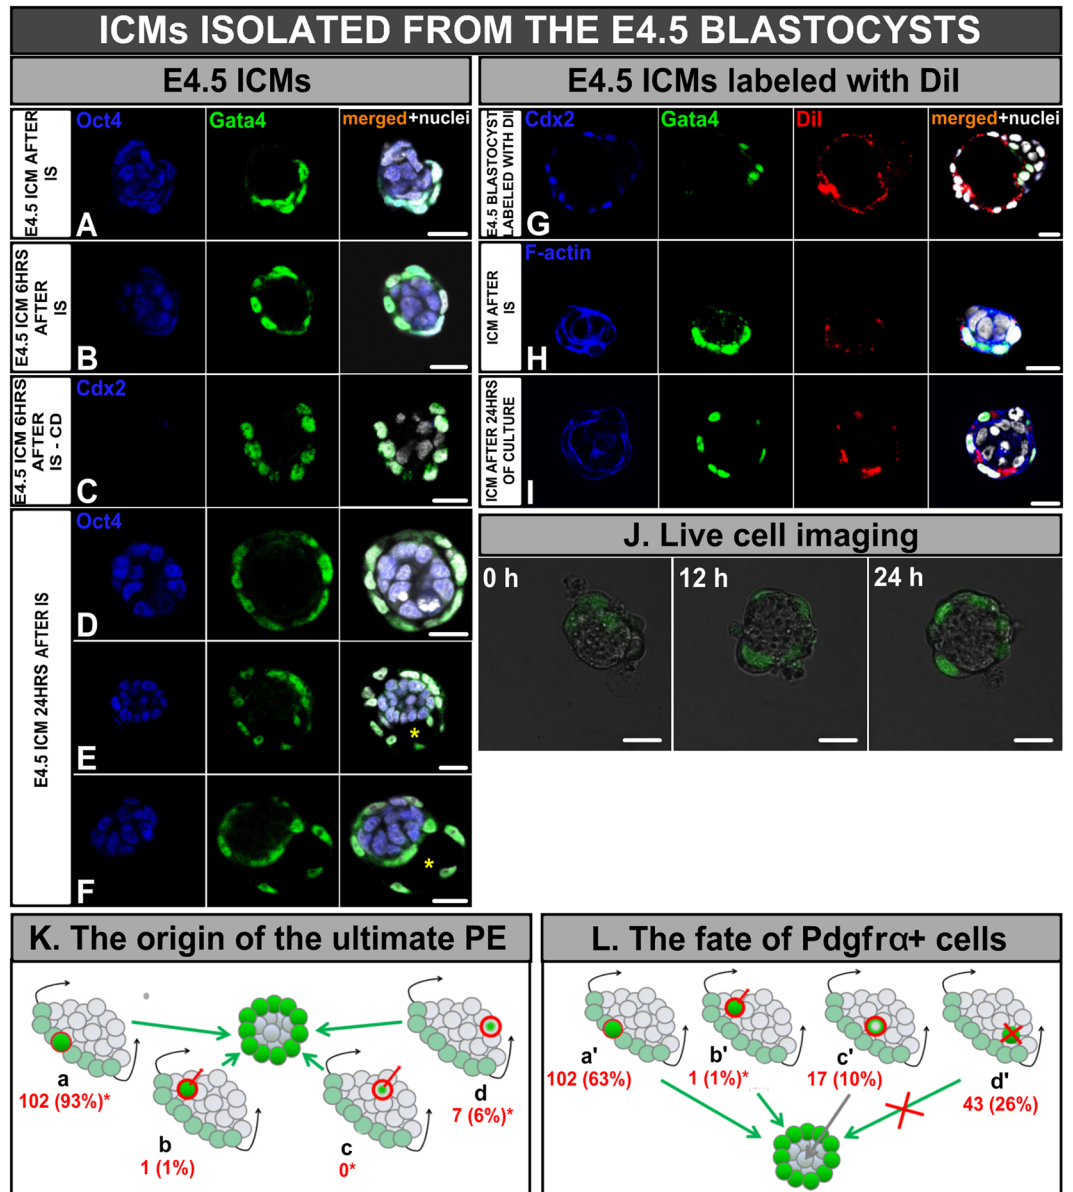 ICMs ISOLATED FROM THE E4.5 BLASTOCYSTS
E4.5 ICMs
E4.5 ICMs labeled with DiI
E4.5 ICM AFTER
IS
Oct4
Gata4
merged+nuclei
A
E4.5 ICM 6HRS
AFTER
IS
B
E4.5 ICM 6HRS
AFTER
IS - CD
Cdx2
C
E4.5 ICM 24HRS AFTER IS
Oct4
D
E
*
F
*
E4.5 BLASTOCYST
LABELED WITH DII
Cdx2
Gata4
DiI
merged+nuclei
G
ICM AFTER
IS
F-actin
H
ICM AFTER 24HRS
OF CULTURE
I
J. Live cell imaging
0 h
12 h
24 h
K. The origin of the ultimate PE
a
102 (93%)*
b
1 (1%)
c
0*
d
7 (6%)*
L. The fate of Pdgfrα+ cells
a'
102 (63%)
b'
1 (1%)*
c'
17 (10%)
d'
43 (26%)